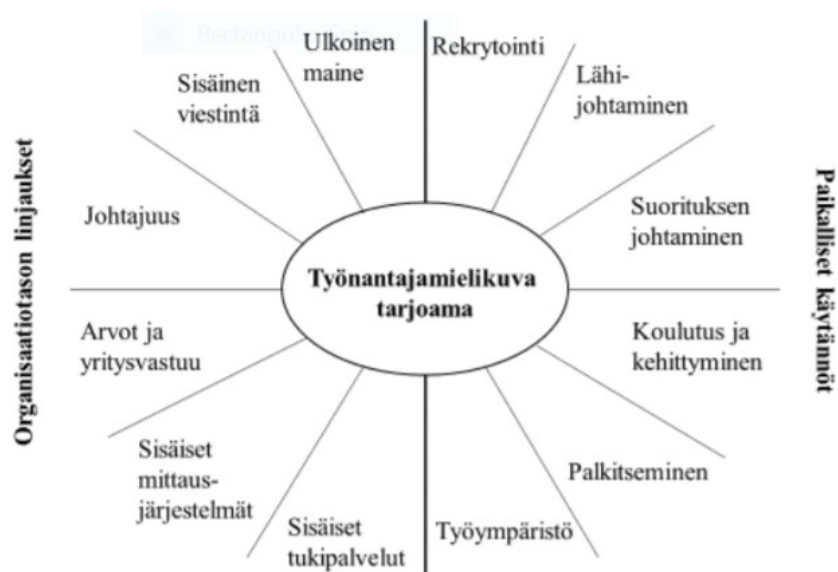 Ulkoinen
maine
Rekrytointi
Sisäinen
viestintä
Lähi-
johtaminen
Johtajuus
Suorituksen
johtaminen
Organisaatiotason linjaukset
Työnantajamielikuva
tarjoama
Paikalliset käytännöt
Arvot ja
yritysvastuu
Koulutus ja
kehittyminen
Sisäiset
mittaus-
järjestelmät
Palkitseminen
Sisäiset
tukipalvelut
Työympäristö